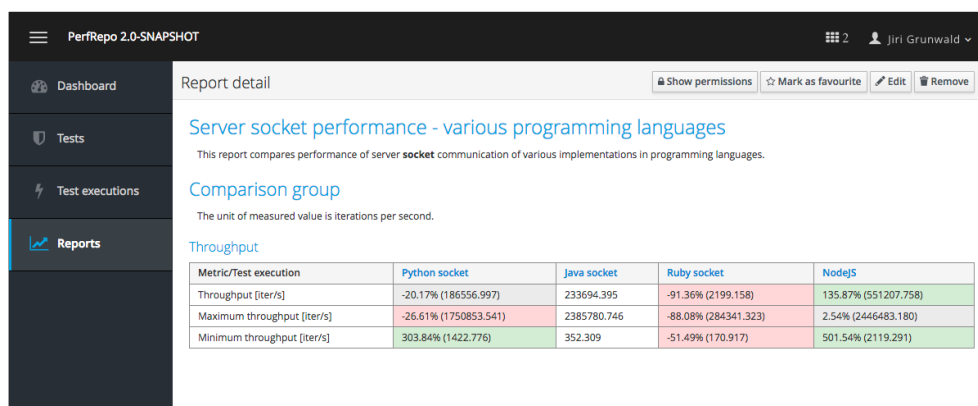 PerfRepo 2.0-SNAPSHOT 2 Jiri Grunwald
Dashboard
Tests
Test executions
Reports
Report detail Show permissions Mark as favourite Edit Remove
Server socket performance - various programming languages
This report compares performance of server socket communication of various implementations in programming languages.
Comparison group
The unit of measured value is iterations per second.
Throughput
Metric/Test execution Python socket Java socket Ruby socket NodeJS
Throughput [iter/s] -20.17% (186556.997) 233694.395 -91.36% (2199.158) 135.87% (551207.758)
Maximum throughput [iter/s] -26.61% (1750853.541) 2385780.746 -88.08% (284341.323) 2.54% (2446483.180)
Minimum throughput [iter/s] 303.84% (1422.776) 352.309 -51.49% (170.917) 501.54% (2119.291)